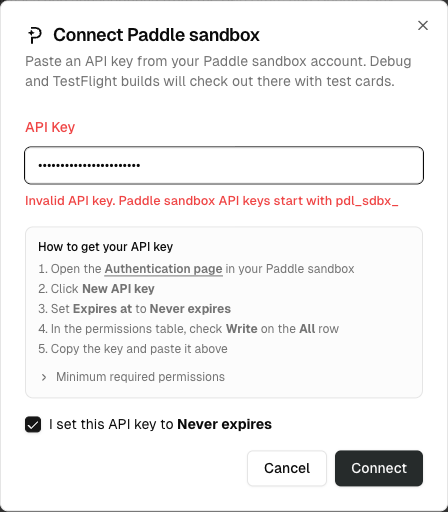 Connect Paddle sandbox
Paste an API key from your Paddle sandbox account. Debug
and TestFlight builds will check out there with test cards.
API Key
•••••••••••••••••••••••
Invalid API key. Paddle sandbox API keys start with pdl_sdbx_
How to get your API key
1. Open the Authentication page in your Paddle sandbox
2. Click New API key
3. Set Expires at to Never expires
4. In the permissions table, check Write on the All row
5. Copy the key and paste it above
Minimum required permissions
I set this API key to Never expires
Cancel
Connect